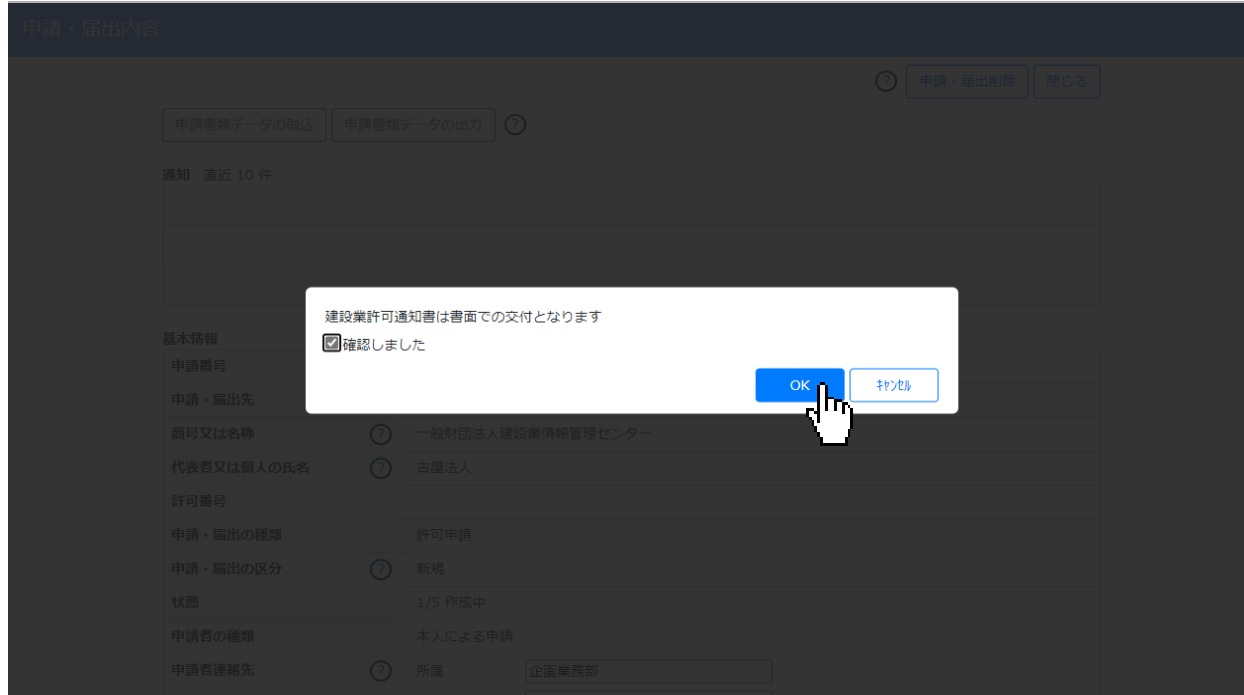 申請・届出内容
? 申請・届出削除 閉じる
申請書類データの取込 申請書類データの出力 ?
通知 直近 10 件
建設業許可通知書は書面での交付となります
確認しました
OK ｷｬﾝｾﾙ
基本情報
申請番号
申請・届出先
商号又は名称 ? 一般財団法人建設業情報管理センター
代表者又は個人の氏名 ? 古屋法人
許可番号
申請・届出の種類 許可申請
申請・届出の区分 ? 新規
状態 1/5 作成中
申請者の種類 本人による申請
申請者連絡先 ? 所属 企画業務部